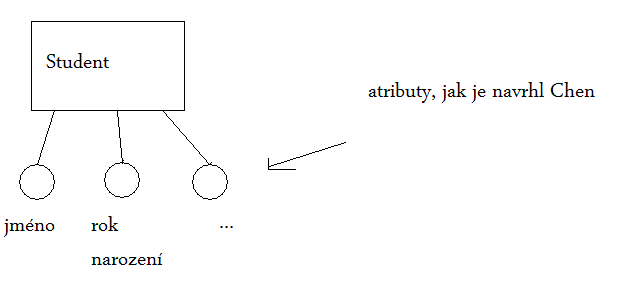 Student
atributy, jak je navrhl Chen
jméno
rok
narození
...